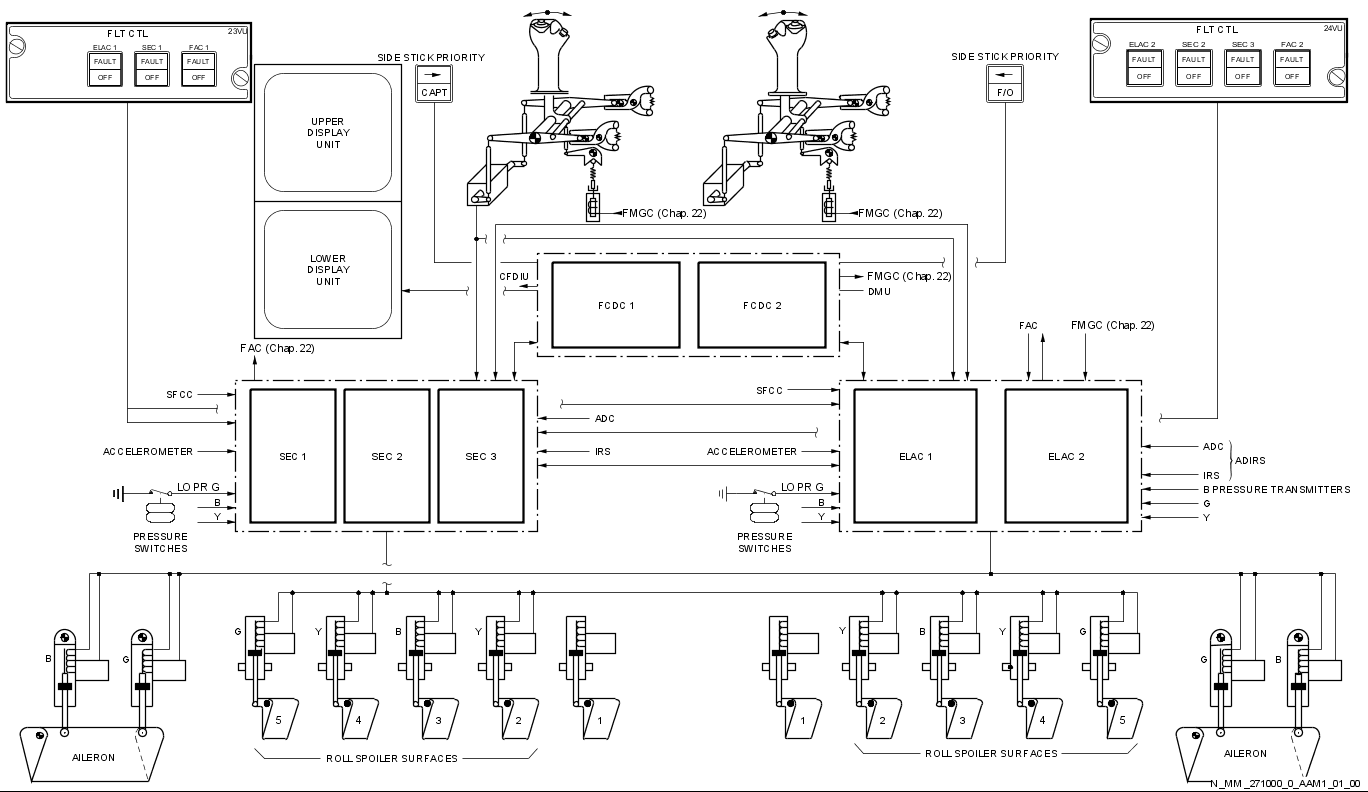 FLT CTL
23VU
ELAC 1 SEC 1 FAC 1
FAULT FAULT FAULT
OFF OFF OFF
SIDE STICK PRIORITY
CAPT
SIDE STICK PRIORITY
F/O
FLT CTL
24VU
ELAC 2 SEC 2 SEC 3 FAC 2
FAULT FAULT FAULT FAULT
OFF OFF OFF OFF
UPPER
DISPLAY
UNIT
LOWER
DISPLAY
UNIT
FMGC (Chap. 22)
FMGC (Chap. 22)
CFDIU
FCDC 1
FCDC 2
FMGC (Chap. 22)
DMU
FAC (Chap. 22)
FAC
FMGC (Chap. 22)
SFCC
ACCELEROMETER
LO PR G
B
Y
PRESSURE
SWITCHES
SEC 1
SEC 2
SEC 3
ADC
IRS
SFCC
ACCELEROMETER
LO PR G
B
Y
PRESSURE
SWITCHES
ELAC 1
ELAC 2
ADC
IRS
ADIRS
B PRESSURE TRANSMITTERS
G
Y
B
G
G
Y
B
Y
Y
B
Y
G
G
B
AILERON
5
4
3
2
1
ROLL SPOILER SURFACES
1
2
3
4
5
ROLL SPOILER SURFACES
AILERON
N_MM_271000_0_AAM1_01_00